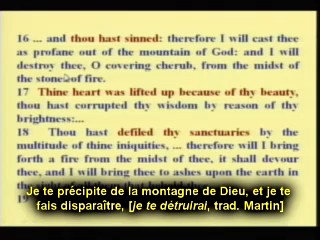 16 ... and thou hast sinned: therefore I will cast thee
as profane out of the mountain of God: and I will
destroy thee, O covering cherub, from the midst of
the stones of fire.
17 Thine heart was lifted up because of thy beauty,
thou hast corrupted thy wisdom by reason of thy
brightness:...
18 Thou hast defiled thy sanctuaries by the
multitude of thine iniquities, ... therefore will I bring
forth a fire from the midst of thee, it shall devour
thee, and I will bring thee to ashes upon the earth in
Je te précipite de la montagne de Dieu, et je te
19
fais disparaître, [je te détruirai, trad. Martin]